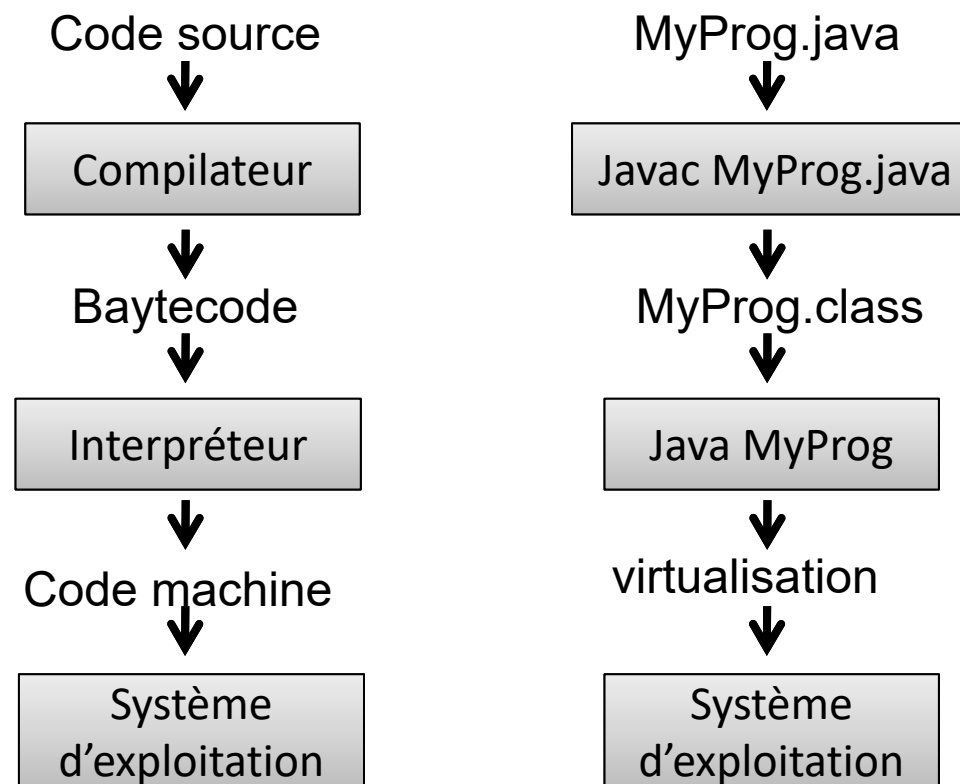 Code source
Compilateur
Baytecode
Interpréteur
Code machine
Système
d’exploitation
MyProg.java
Javac MyProg.java
MyProg.class
Java MyProg
virtualisation
Système
d’exploitation